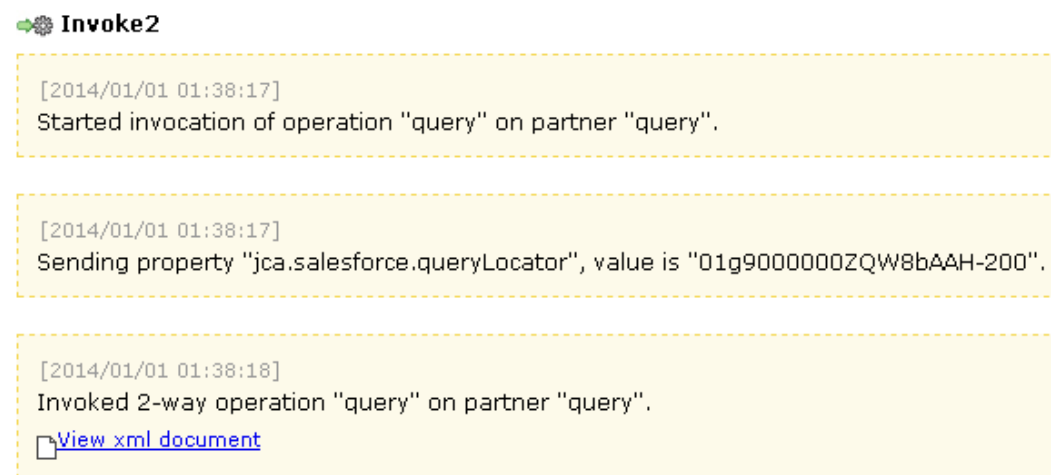 Invoke2
[2014/01/01 01:38:17]
Started invocation of operation "query" on partner "query".
[2014/01/01 01:38:17]
Sending property "jca.salesforce.queryLocator", value is "01g9000000ZQW8bAAH-200".
[2014/01/01 01:38:18]
Invoked 2-way operation "query" on partner "query".
View xml document